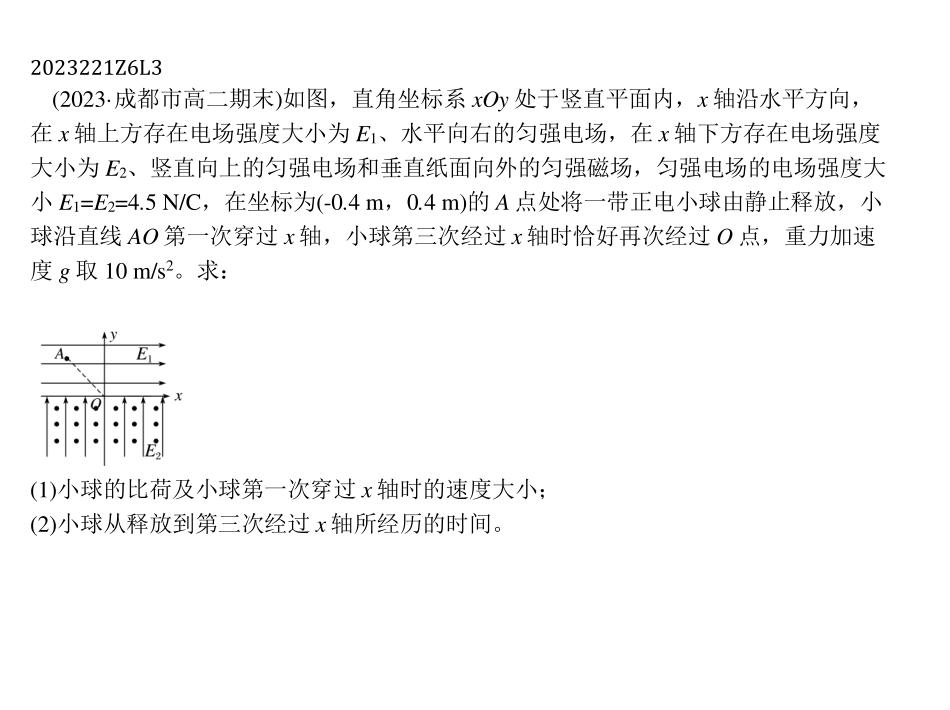 2023221Z6L3
(2023·成都市高二期末)如图，直角坐标系 xOy 处于竖直平面内，x 轴沿水平方向，
在 x 轴上方存在电场强度大小为 E₁、水平向右的匀强电场，在 x 轴下方存在电场强度
大小为 E₂、竖直向上的匀强电场和垂直纸面向外的匀强磁场，匀强电场的电场强度大
小 E₁=E₂=4.5 N/C，在坐标为(-0.4 m，0.4 m)的 A 点处将一带正电小球由静止释放，小
球沿直线 AO 第一次穿过 x 轴，小球第三次经过 x 轴时恰好再次经过 O 点，重力加速
度 g 取 10 m/s²。求：
y
A E₁
O x
E₂
(1)小球的比荷及小球第一次穿过 x 轴时的速度大小；
(2)小球从释放到第三次经过 x 轴所经历的时间。